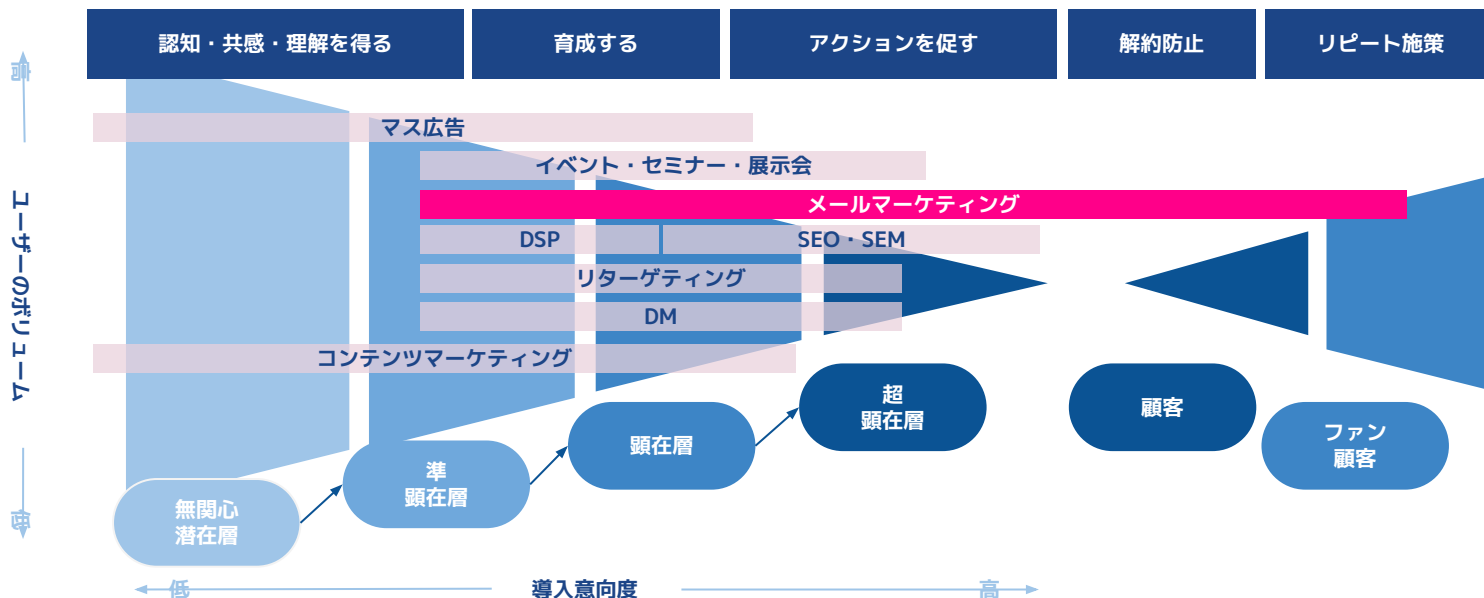 認知・共感・理解を得る
育成する
アクションを促す
解約防止
リピート施策
マス広告
イベント・セミナー・展示会
メールマーケティング
DSP
SEO・SEM
リターゲティング
DM
コンテンツマーケティング
ユーザーのボリューム
超
顕在層
顧客
ファン
顧客
顕在層
準
顕在層
無関心
潜在層
低
導入意向度
高